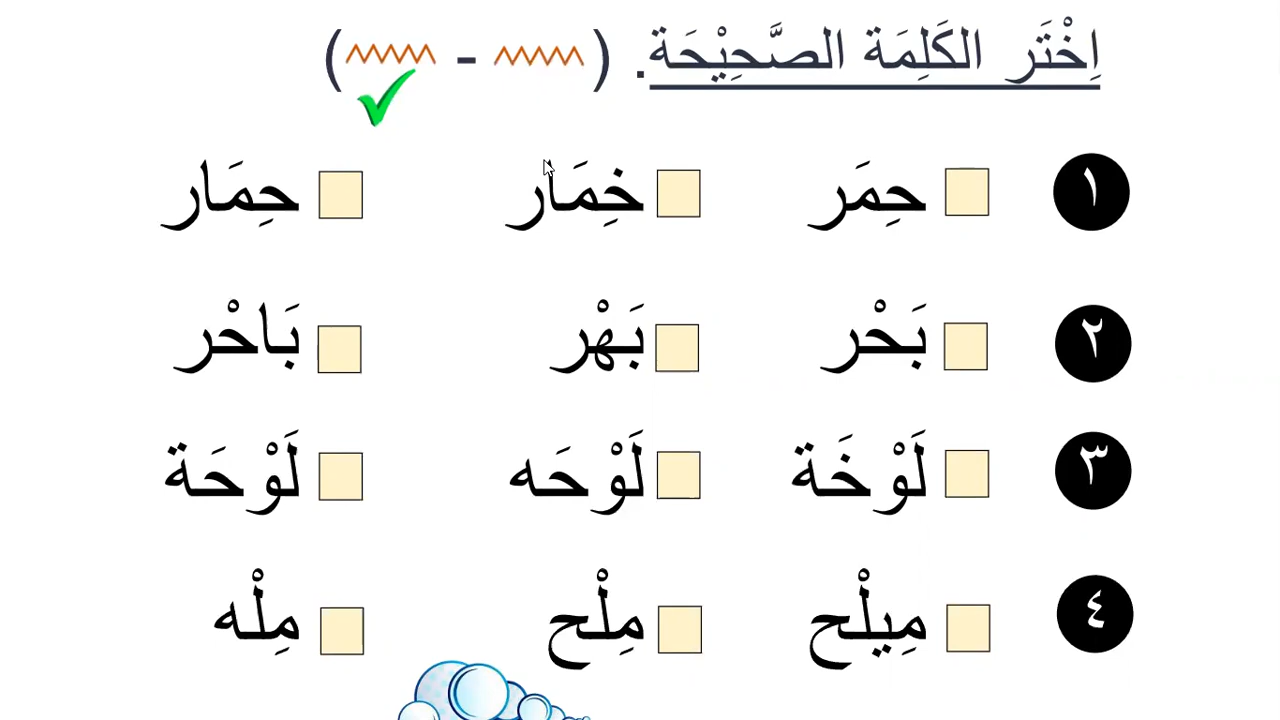 اِخْتَر الكَلِمَة الصَّحِيْحَة. ( - )
١ حِمَر خِمَار حِمَار
٢ بَحْر بَهْر بَاحْر
٣ لَوْخَة لَوْحَه لَوْحَة
٤ مِيلْح مِلْح مِلْه